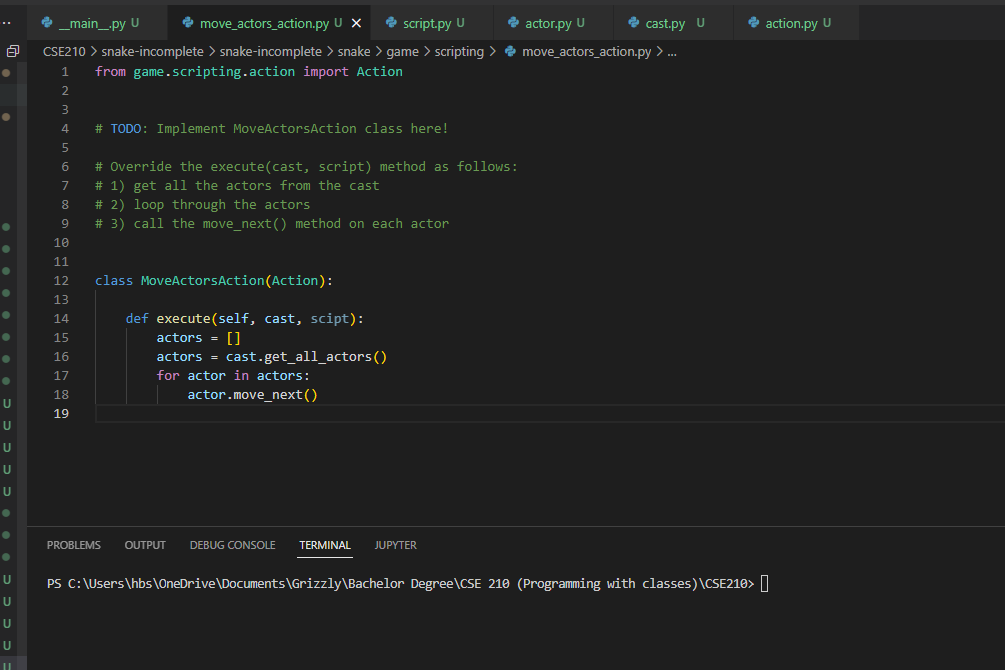 __main__.py U move_actors_action.py U script.py U actor.py U cast.py U action.py U
CSE210 > snake-incomplete > snake-incomplete > snake > game > scripting > move_actors_action.py > ...
1 from game.scripting.action import Action
2
3
4 # TODO: Implement MoveActorsAction class here!
5
6 # Override the execute(cast, script) method as follows:
7 # 1) get all the actors from the cast
8 # 2) loop through the actors
9 # 3) call the move_next() method on each actor
10
11
12 class MoveActorsAction(Action):
13
14     def execute(self, cast, scipt):
15         actors = []
16         actors = cast.get_all_actors()
17         for actor in actors:
18             actor.move_next()
19
U
U
U
U
U
PROBLEMS OUTPUT DEBUG CONSOLE TERMINAL JUPYTER
U
PS C:\Users\hbs\OneDrive\Documents\Grizzly\Bachelor Degree\CSE 210 (Programming with classes)\CSE210>
U
U
U
U